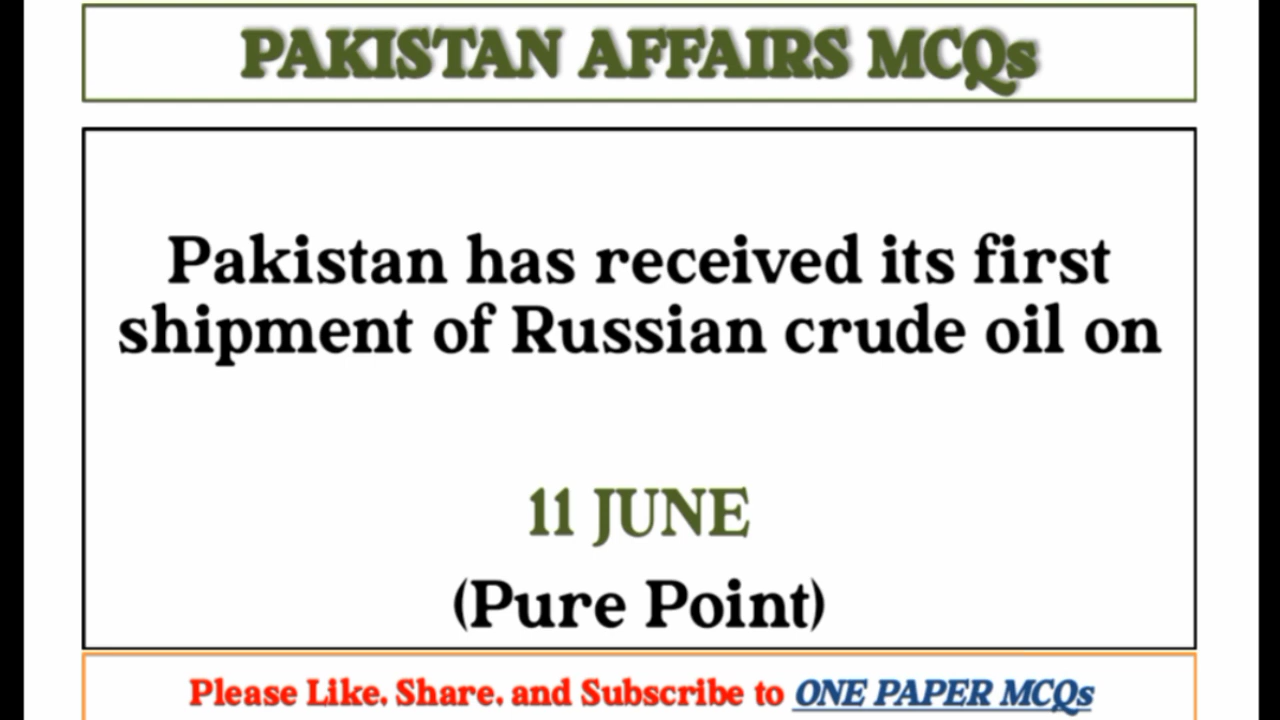 PAKISTAN AFFAIRS MCQs
Pakistan has received its first
shipment of Russian crude oil on
11 JUNE
(Pure Point)
Please Like. Share. and Subscribe to ONE PAPER MCQs